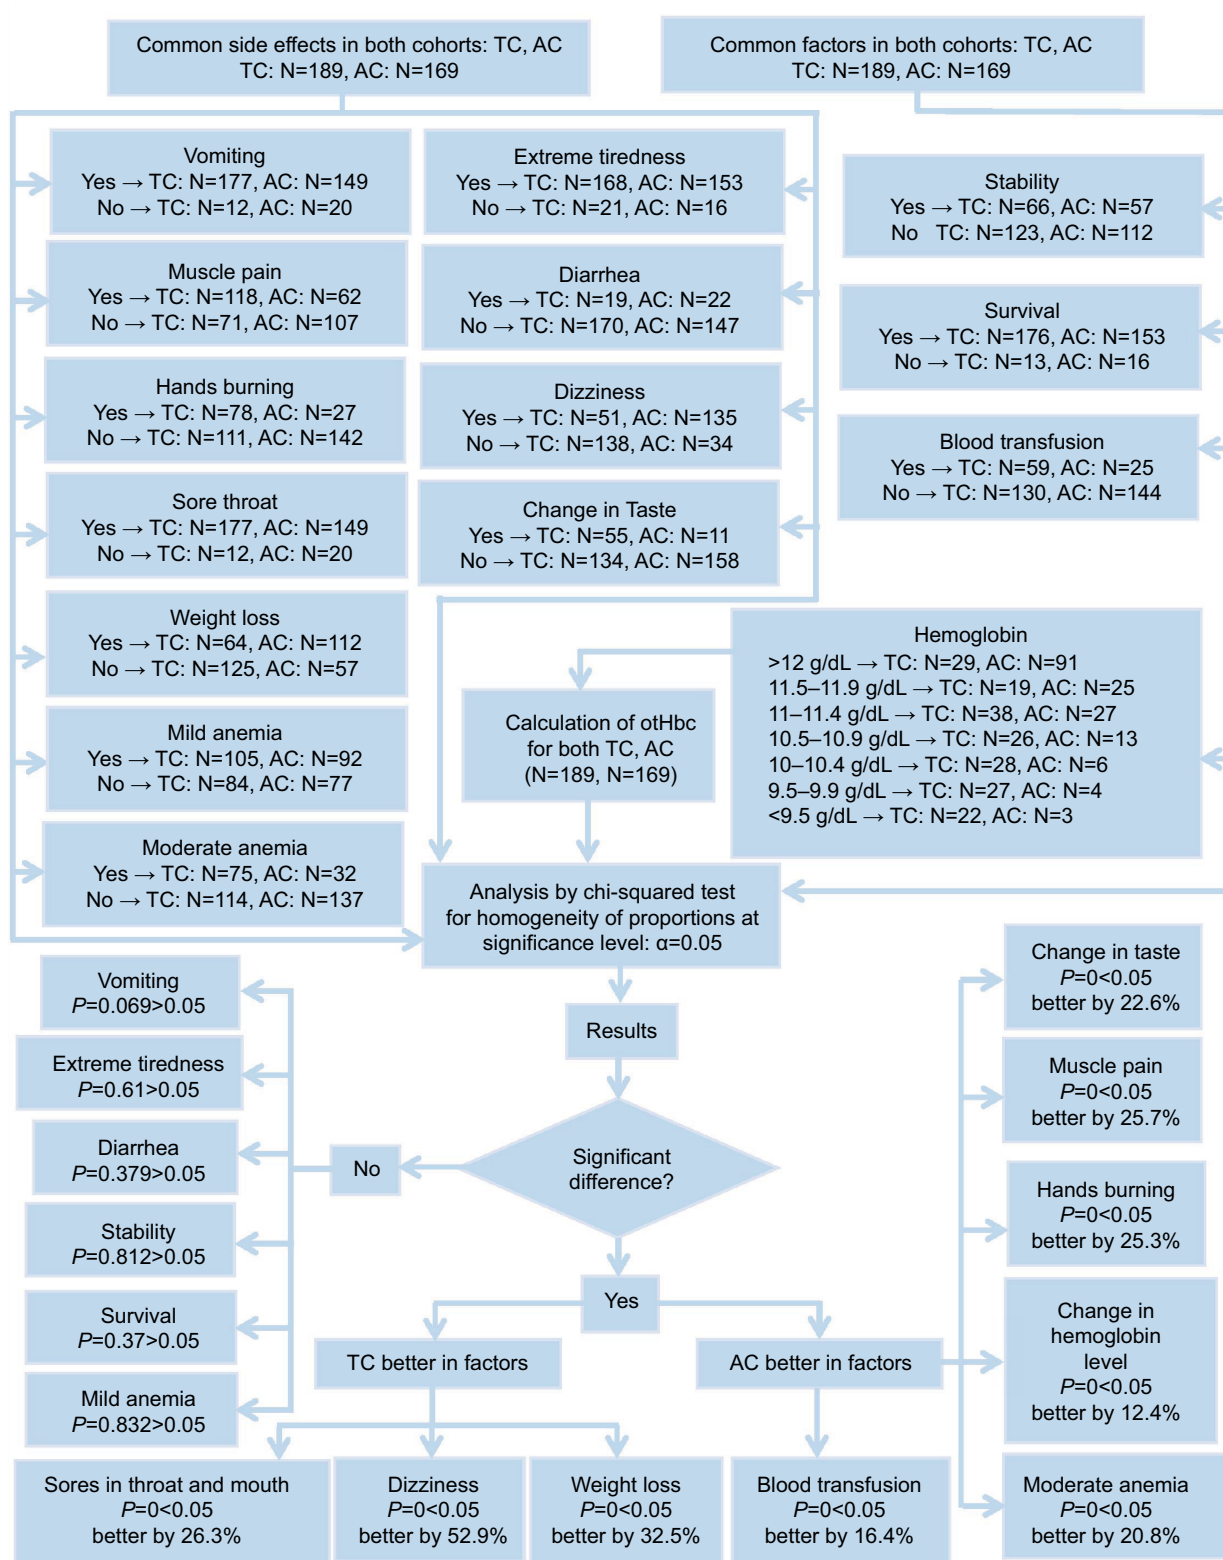 Common side effects in both cohorts: TC, AC
TC: N=189, AC: N=169
Common factors in both cohorts: TC, AC
TC: N=189, AC: N=169
Vomiting
Yes → TC: N=177, AC: N=149
No → TC: N=12, AC: N=20
Muscle pain
Yes → TC: N=118, AC: N=62
No → TC: N=71, AC: N=107
Hands burning
Yes → TC: N=78, AC: N=27
No → TC: N=111, AC: N=142
Sore throat
Yes → TC: N=177, AC: N=149
No → TC: N=12, AC: N=20
Weight loss
Yes → TC: N=64, AC: N=112
No → TC: N=125, AC: N=57
Mild anemia
Yes → TC: N=105, AC: N=92
No → TC: N=84, AC: N=77
Moderate anemia
Yes → TC: N=75, AC: N=32
No → TC: N=114, AC: N=137
Extreme tiredness
Yes → TC: N=168, AC: N=153
No → TC: N=21, AC: N=16
Diarrhea
Yes → TC: N=19, AC: N=22
No → TC: N=170, AC: N=147
Dizziness
Yes → TC: N=51, AC: N=135
No → TC: N=138, AC: N=34
Change in Taste
Yes → TC: N=55, AC: N=11
No → TC: N=134, AC: N=158
Stability
Yes → TC: N=66, AC: N=57
No TC: N=123, AC: N=112
Survival
Yes → TC: N=176, AC: N=153
No → TC: N=13, AC: N=16
Blood transfusion
Yes → TC: N=59, AC: N=25
No → TC: N=130, AC: N=144
Hemoglobin
>12 g/dL → TC: N=29, AC: N=91
11.5–11.9 g/dL → TC: N=19, AC: N=25
11–11.4 g/dL → TC: N=38, AC: N=27
10.5–10.9 g/dL → TC: N=26, AC: N=13
10–10.4 g/dL → TC: N=28, AC: N=6
9.5–9.9 g/dL → TC: N=27, AC: N=4
<9.5 g/dL → TC: N=22, AC: N=3
Calculation of otHbc
for both TC, AC
(N=189, N=169)
Analysis by chi-squared test
for homogeneity of proportions at
significance level: α=0.05
Results
Significant
difference?
No
Vomiting
P=0.069>0.05
Extreme tiredness
P=0.61>0.05
Diarrhea
P=0.379>0.05
Stability
P=0.812>0.05
Survival
P=0.37>0.05
Mild anemia
P=0.832>0.05
Yes
TC better in factors
AC better in factors
Sores in throat and mouth
P=0<0.05
better by 26.3%
Dizziness
P=0<0.05
better by 52.9%
Weight loss
P=0<0.05
better by 32.5%
Blood transfusion
P=0<0.05
better by 16.4%
Change in taste
P=0<0.05
better by 22.6%
Muscle pain
P=0<0.05
better by 25.7%
Hands burning
P=0<0.05
better by 25.3%
Change in
hemoglobin
level
P=0<0.05
better by 12.4%
Moderate anemia
P=0<0.05
better by 20.8%